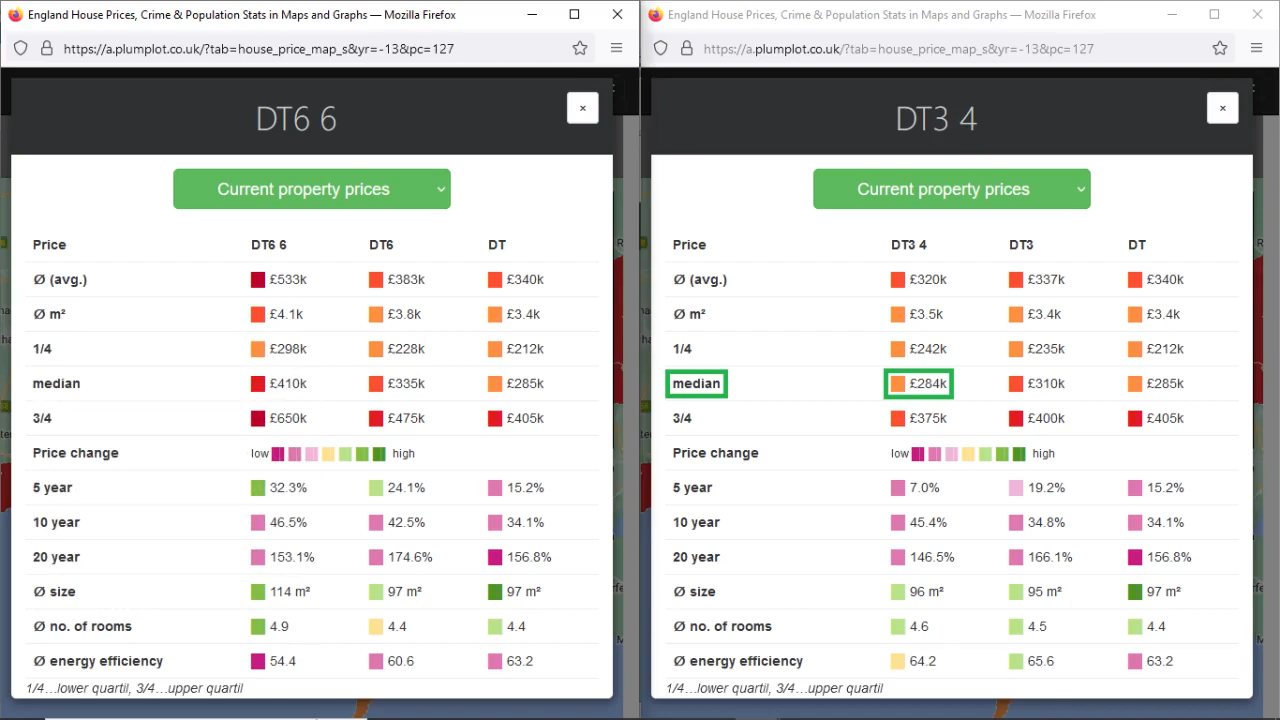 England House Prices, Crime & Population Stats in Maps and Graphs — Mozilla Firefox
https://a.plumplot.co.uk/?tab=house_price_map_s&yr=-13&pc=127
DT6 6
×
Current property prices
Price DT6 6 DT6 DT
Ø (avg.) £533k £383k £340k
Ø m² £4.1k £3.8k £3.4k
1/4 £298k £228k £212k
median £410k £335k £285k
3/4 £650k £475k £405k
Price change low high
5 year 32.3% 24.1% 15.2%
10 year 46.5% 42.5% 34.1%
20 year 153.1% 174.6% 156.8%
Ø size 114 m² 97 m² 97 m²
Ø no. of rooms 4.9 4.4 4.4
Ø energy efficiency 54.4 60.6 63.2
1/4...lower quartil, 3/4...upper quartil
England House Prices, Crime & Population Stats in Maps and Graphs — Mozilla Firefox
https://a.plumplot.co.uk/?tab=house_price_map_s&yr=-13&pc=127
DT3 4
×
Current property prices
Price DT3 4 DT3 DT
Ø (avg.) £320k £337k £340k
Ø m² £3.5k £3.4k £3.4k
1/4 £242k £235k £212k
median £284k £310k £285k
3/4 £375k £400k £405k
Price change low high
5 year 7.0% 19.2% 15.2%
10 year 45.4% 34.8% 34.1%
20 year 146.5% 166.1% 156.8%
Ø size 96 m² 95 m² 97 m²
Ø no. of rooms 4.6 4.5 4.4
Ø energy efficiency 64.2 65.6 63.2
1/4...lower quartil, 3/4...upper quartil